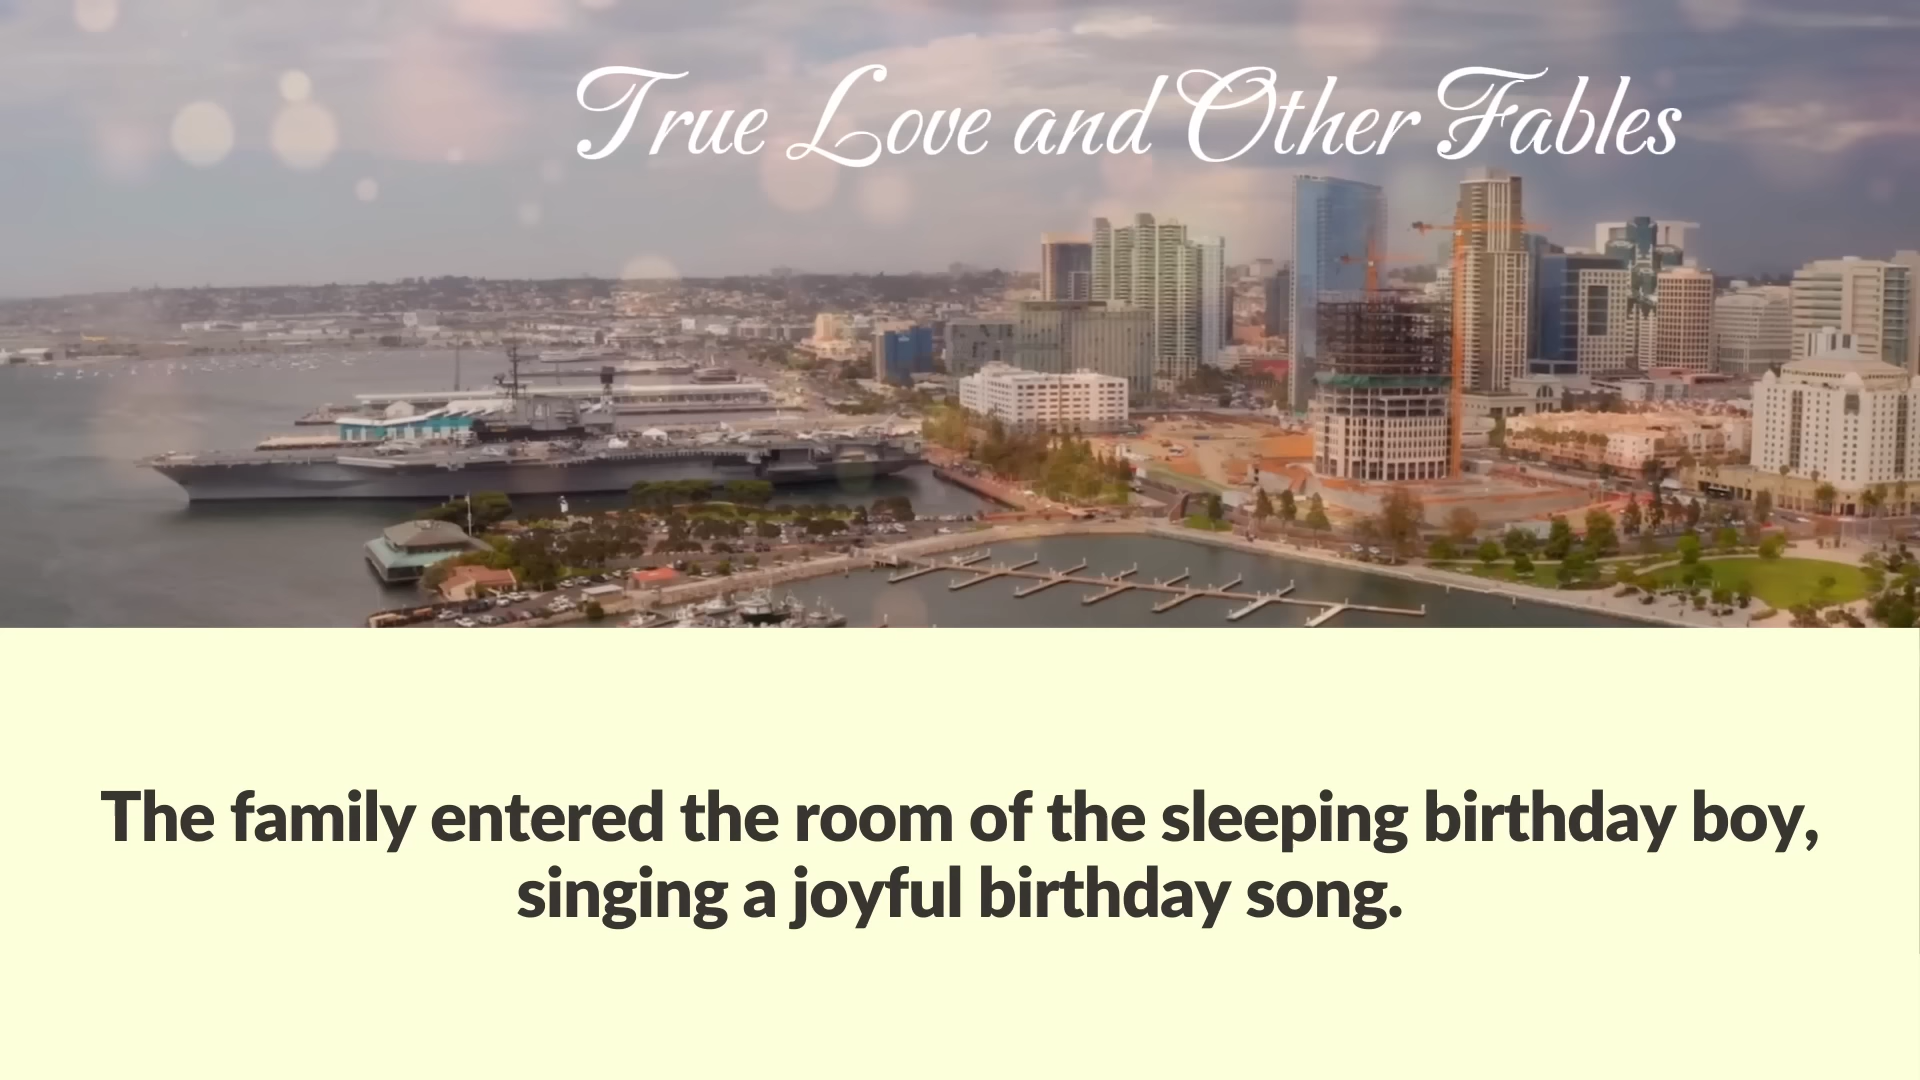 True Love and Other Fables
The family entered the room of the sleeping birthday boy,
singing a joyful birthday song.